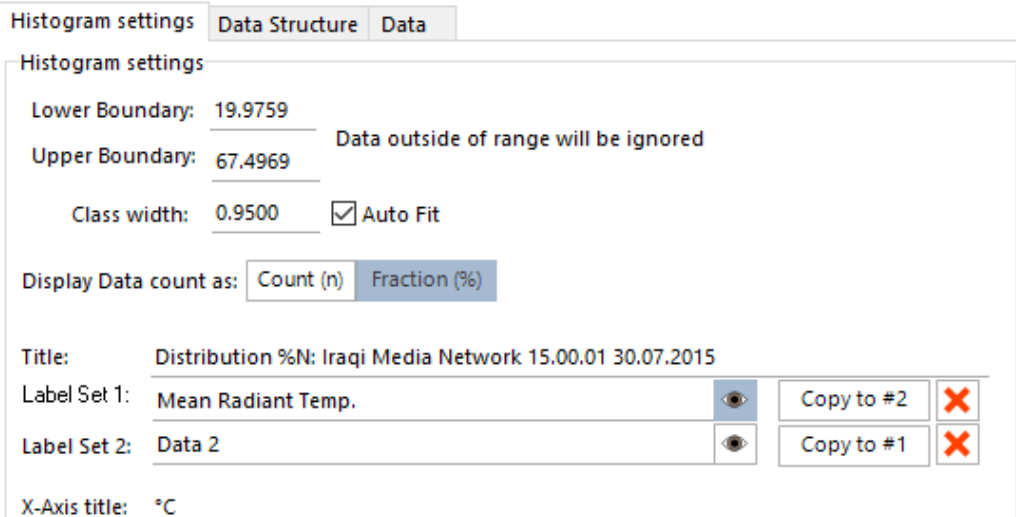 Histogram settings Data Structure Data
Histogram settings
Lower Boundary: 19.9759
Data outside of range will be ignored
Upper Boundary: 67.4969
Class width: 0.9500 Auto Fit
Display Data count as: Count (n) Fraction (%)
Title: Distribution %N: Iraqi Media Network 15.00.01 30.07.2015
Label Set 1: Mean Radiant Temp. Copy to #2
Label Set 2: Data 2 Copy to #1
X-Axis title: °C